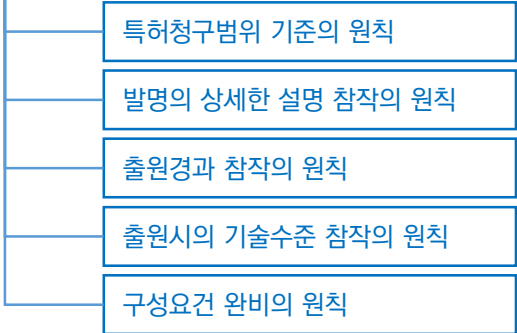 특허청구범위 기준의 원칙
발명의 상세한 설명 참작의 원칙
출원경과 참작의 원칙
출원시의 기술수준 참작의 원칙
구성요건 완비의 원칙